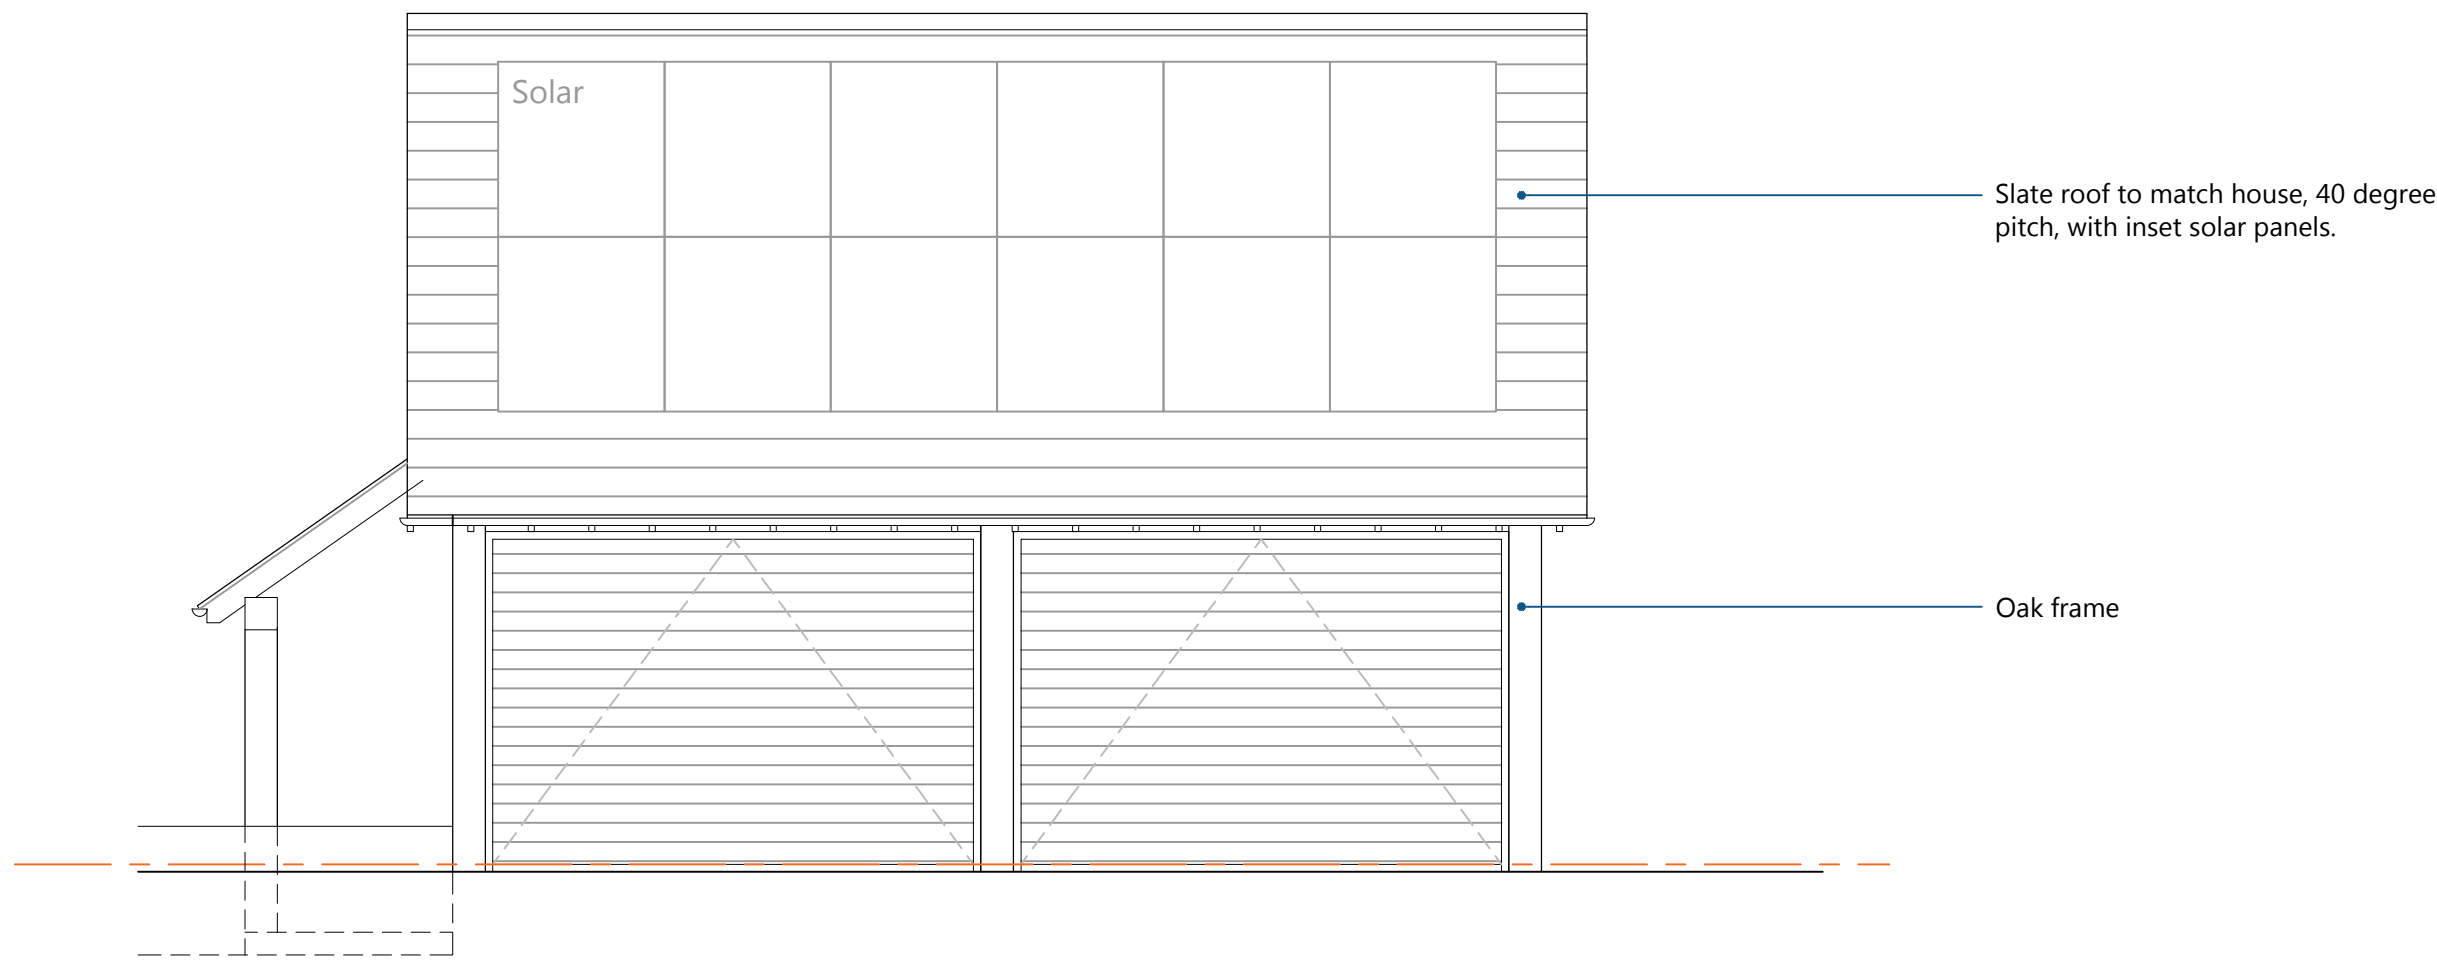 Solar
Slate roof to match house, 40 degree
pitch, with inset solar panels.
Oak frame